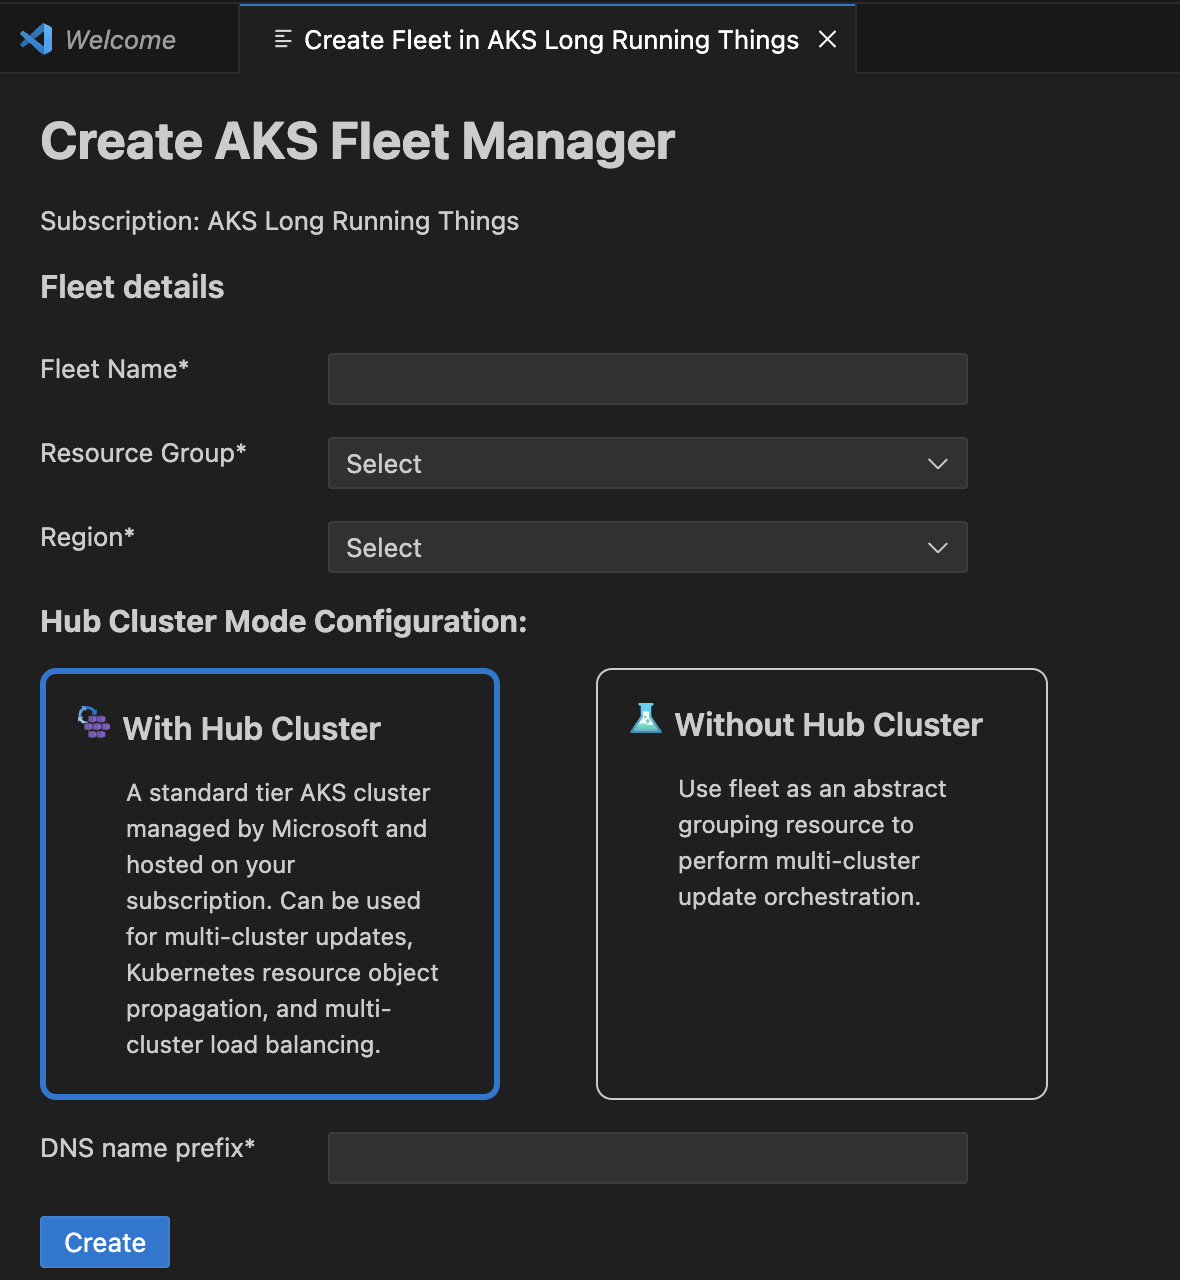 Welcome
Create Fleet in AKS Long Running Things
Create AKS Fleet Manager
Subscription: AKS Long Running Things
Fleet details
Fleet Name*
Resource Group*
Select
Region*
Select
Hub Cluster Mode Configuration:
With Hub Cluster
A standard tier AKS cluster
managed by Microsoft and
hosted on your
subscription. Can be used
for multi-cluster updates,
Kubernetes resource object
propagation, and multi-
cluster load balancing.
Without Hub Cluster
Use fleet as an abstract
grouping resource to
perform multi-cluster
update orchestration.
DNS name prefix*
Create